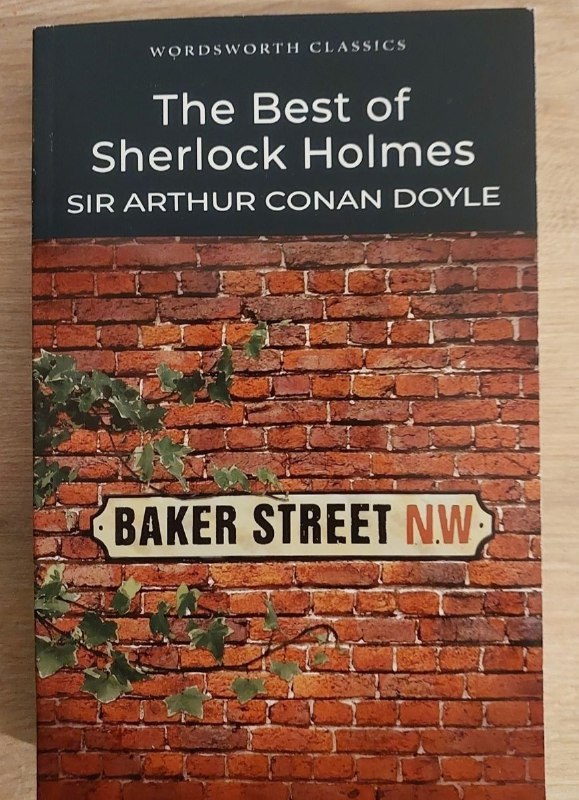 WORDSWORTH CLASSICS
The Best of
Sherlock Holmes
SIR ARTHUR CONAN DOYLE
BAKER STREET N.W